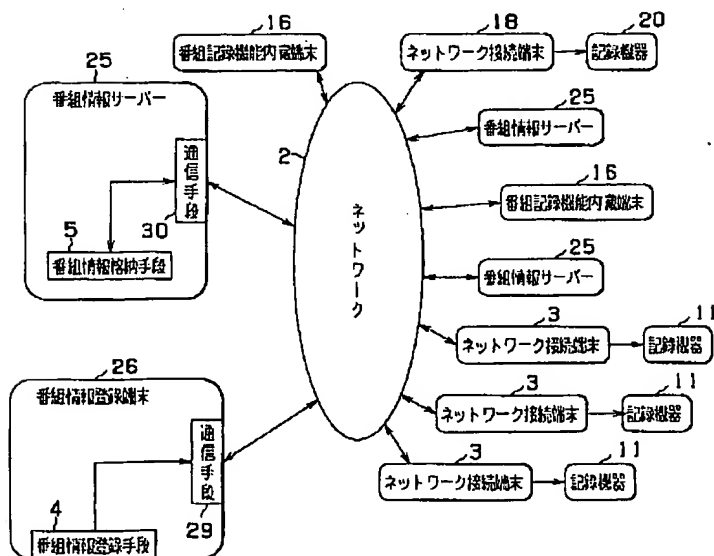 16
番組記録機能内蔵端末
18
ネットワーク接続端末
20
記録機器
25
番組情報サーバー
通信手段
30
5
番組情報格納手段
2
ネットワーク
25
番組情報サーバー
16
番組記録機能内蔵端末
25
番組情報サーバー
3
ネットワーク接続端末
11
記録機器
26
番組情報登録端末
通信手段
29
4
番組情報登録手段
3
ネットワーク接続端末
11
記録機器
3
ネットワーク接続端末
11
記録機器